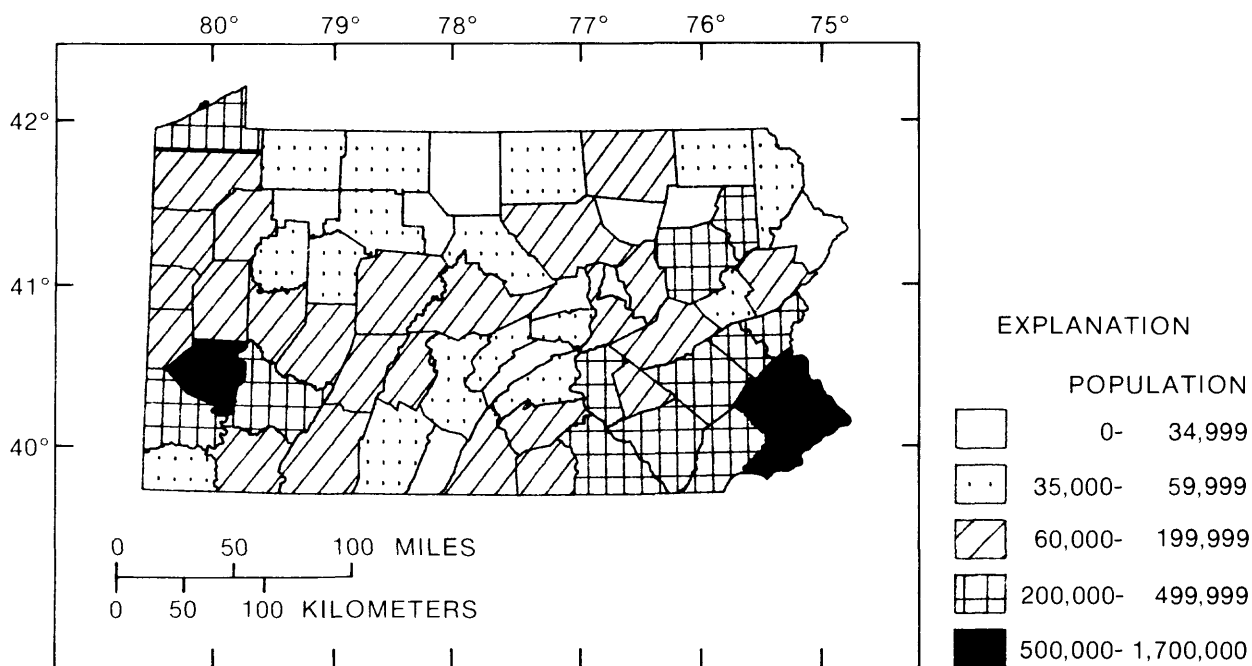 80° 79° 78° 77° 76° 75°
42°
41°
40°
0 50 100 MILES
0 50 100 KILOMETERS
EXPLANATION
POPULATION
0- 34,999
35,000- 59,999
60,000- 199,999
200,000- 499,999
500,000- 1,700,000